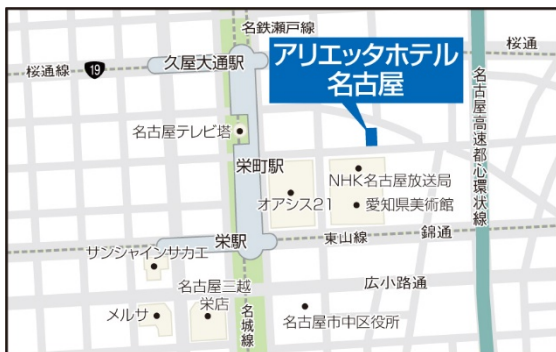 名鉄瀬戸線
桜通
久屋大通駅
桜通線
19
アリエッタホテル
名古屋
名古屋テレビ塔
栄町駅
NHK名古屋放送局
オアシス21
愛知県美術館
名古屋高速都心環状線
栄駅
東山線
錦通
サンシャインサカエ
広小路通
名古屋三越
栄店
メルサ
名城線
名古屋市中区役所